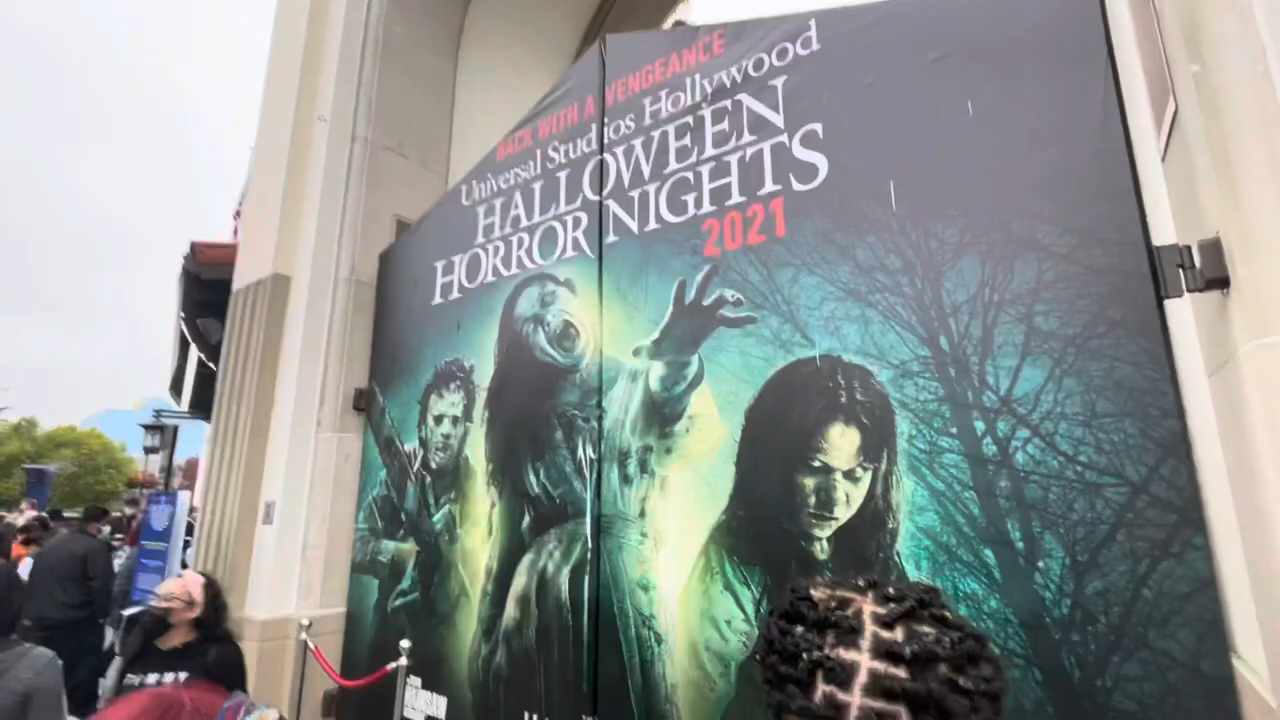 BACK WITH A VENGEANCE
Universal Studios Hollywood
HALLOWEEN
HORROR NIGHTS
2021